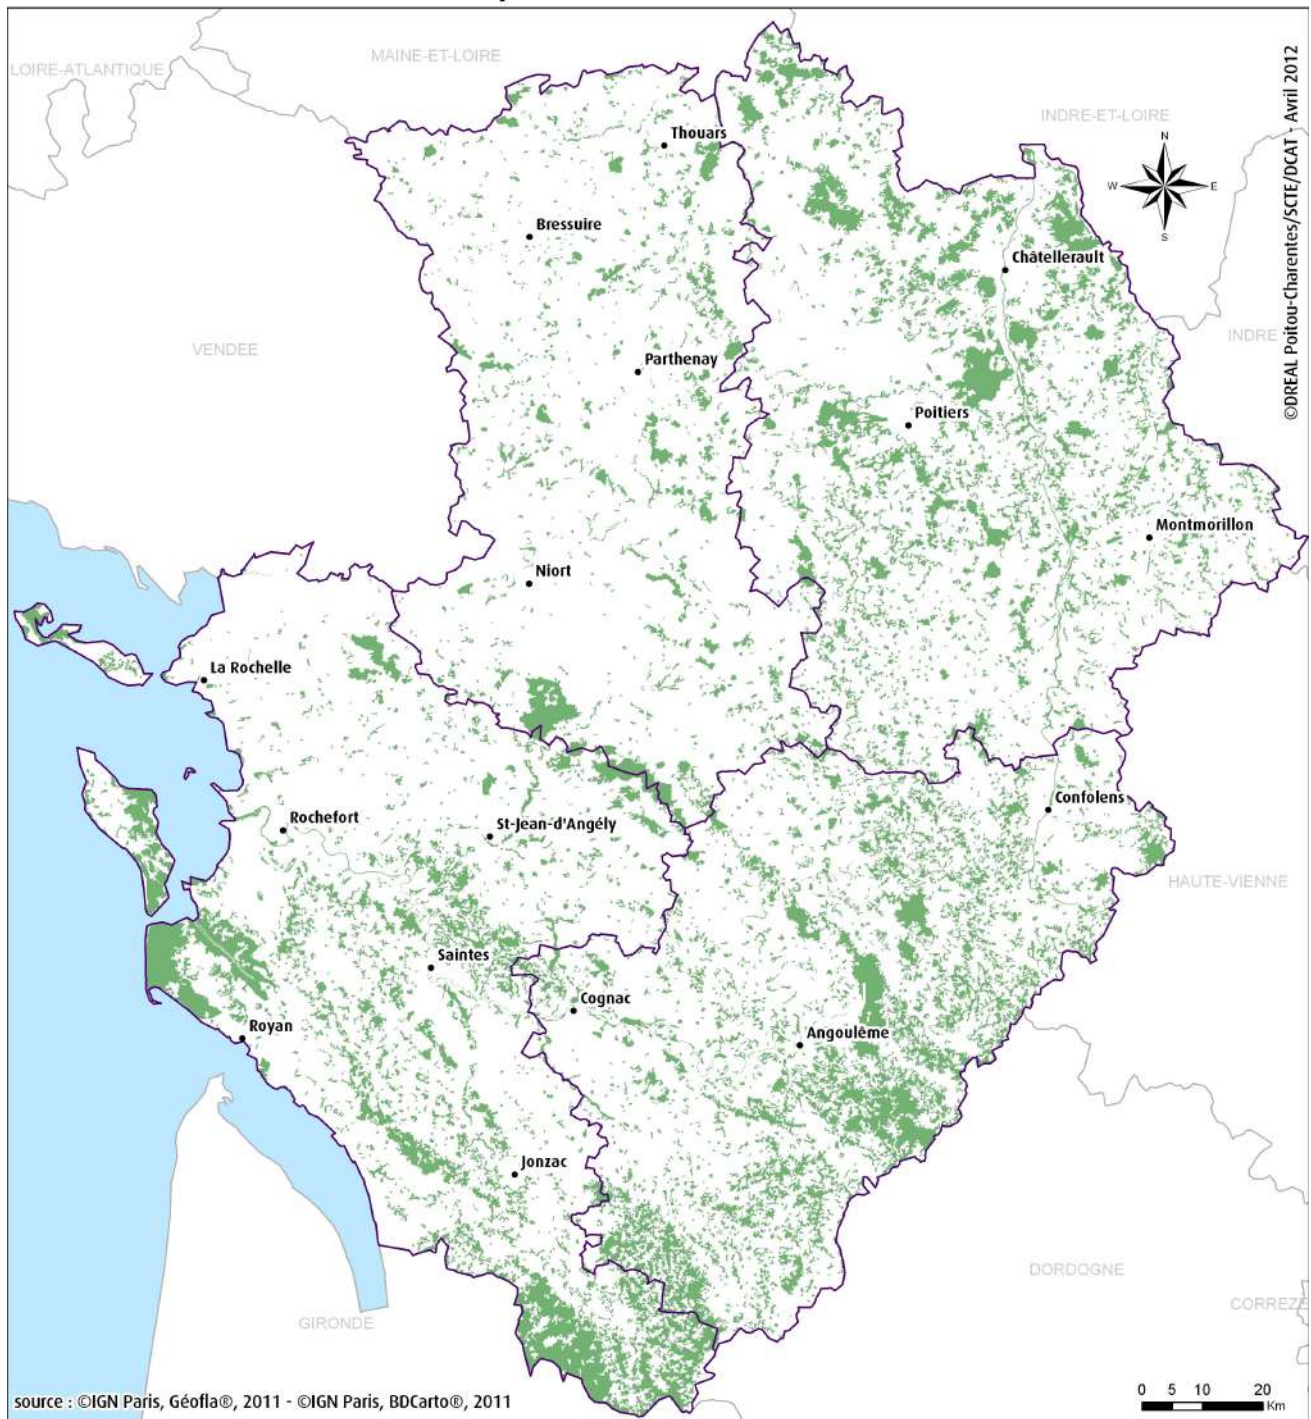 LOIRE-ATLANTIQUE
MAINE-ET-LOIRE
INDRE-ET-LOIRE
©DREAL Poitou-Charentes/SCTE/DCAT - Avril 2012
N
W
E
S
Thouars
Bressuire
Châtellerault
VENDEE
INDRE
Parthenay
Poitiers
Montmorillon
Niort
La Rochelle
Confolens
Rochefort
St-Jean-d'Angély
HAUTE-VIENNE
Saintes
Cognac
Royan
Angoulême
Jonzac
DORDOGNE
CORREZE
GIRONDE
source : ©IGN Paris, Géofla®, 2011 - ©IGN Paris, BDCarto®, 2011
0 5 10 20
Km